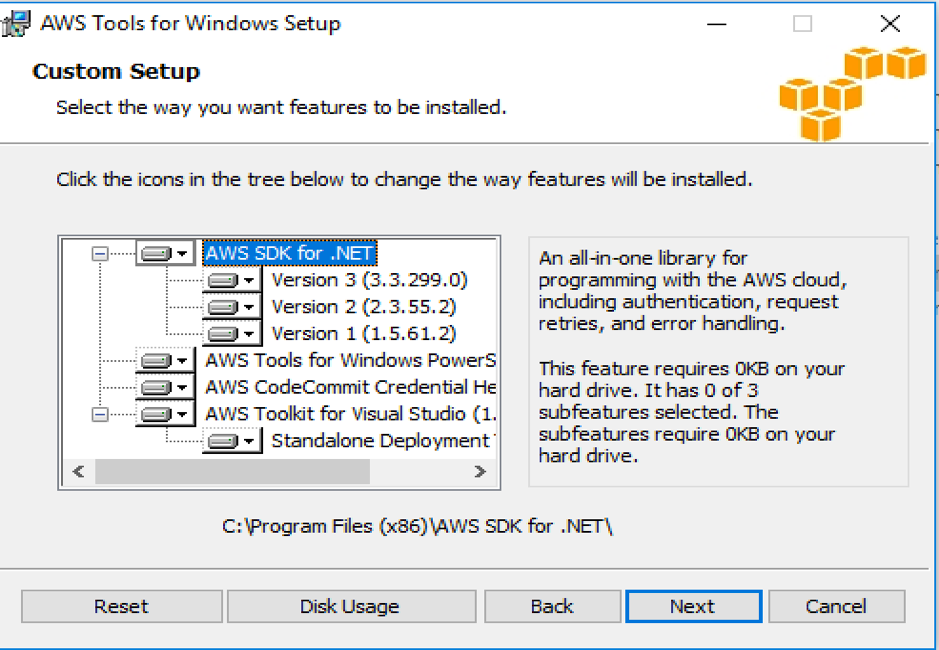 AWS Tools for Windows Setup
Custom Setup
Select the way you want features to be installed.
Click the icons in the tree below to change the way features will be installed.
AWS SDK for .NET
Version 3 (3.3.299.0)
Version 2 (2.3.55.2)
Version 1 (1.5.61.2)
AWS Tools for Windows PowerS
AWS CodeCommit Credential He
AWS Toolkit for Visual Studio (1.
Standalone Deployment
An all-in-one library for
programming with the AWS cloud,
including authentication, request
retries, and error handling.
This feature requires 0KB on your
hard drive. It has 0 of 3
subfeatures selected. The
subfeatures require 0KB on your
hard drive.
C:\Program Files (x86)\AWS SDK for .NET\
Reset
Disk Usage
Back
Next
Cancel